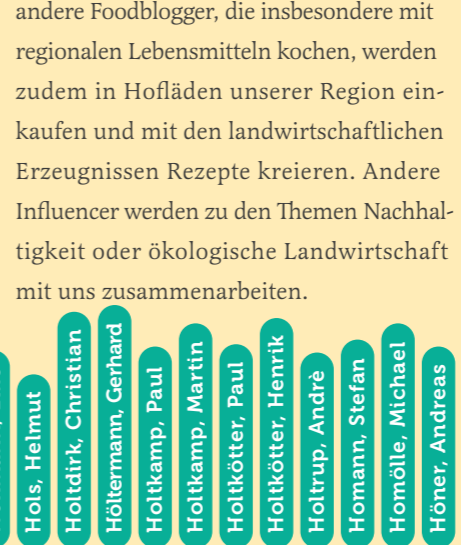 andere Foodblogger, die insbesondere mit
regionalen Lebensmitteln kochen, werden
zudem in Hofläden unserer Region ein-
kaufen und mit den landwirtschaftlichen
Erzeugnissen Rezepte kreieren. Andere
Influencer werden zu den Themen Nachhal-
tigkeit oder ökologische Landwirtschaft
mit uns zusammenarbeiten.
Hols, Helmut
Holtdirk, Christian
Höltermann, Gerhard
Holtkamp, Paul
Holtkamp, Martin
Holtkötter, Paul
Holtkötter, Henrik
Holtrup, Andrè
Homann, Stefan
Homölle, Michael
Höner, Andreas